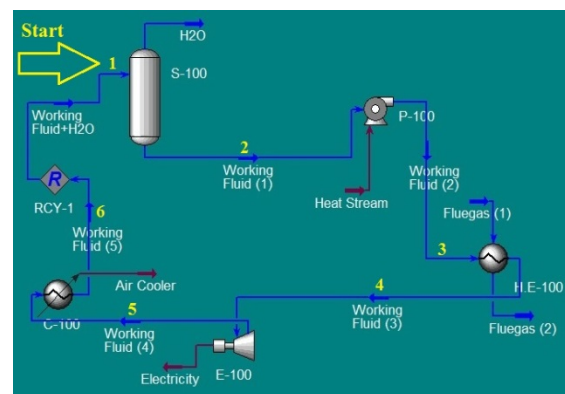 Start
1
H2O
S-100
Working
Fluid+H2O
R
RCY-1
2
Working
Fluid (1)
P-100
Heat Stream
Working
Fluid (2)
Fluegas (1)
3
H.E-100
Fluegas (2)
4
Working
Fluid (3)
6
Working
Fluid (5)
Air Cooler
C-100
5
Working
Fluid (4)
E-100
Electricity